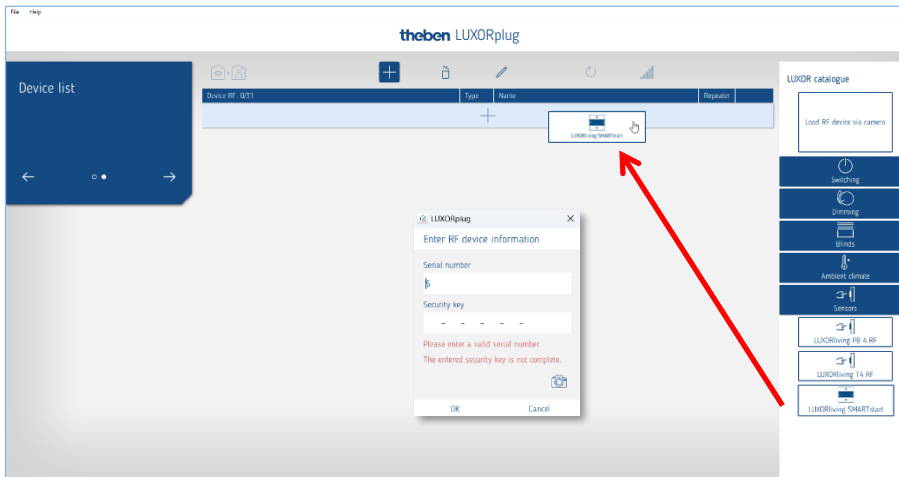 File Help
theben LUXORplug
Device list
Device RF: 0/31 Type Name Repeater
LUXORliving SMARTstart
LUXORplug
Enter RF device information
Serial number
S
Security key
- - - - -
Please enter a valid serial number.
The entered security key is not complete.
OK Cancel
LUXOR catalogue
Load RF device via camera
Switching
Dimming
Blinds
Ambient climate
Sensors
LUXORliving PB 4 RF
LUXORliving T4 RF
LUXORliving SMARTstart